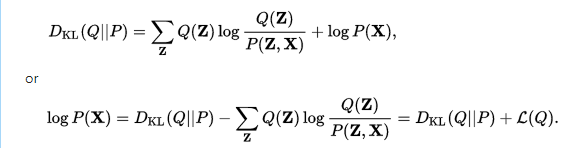 D_KL(Q||P) = ∑_Z Q(Z) log Q(Z)/P(Z, X) + log P(X),
or
log P(X) = D_KL(Q||P) − ∑_Z Q(Z) log Q(Z)/P(Z, X) = D_KL(Q||P) + ℒ(Q).